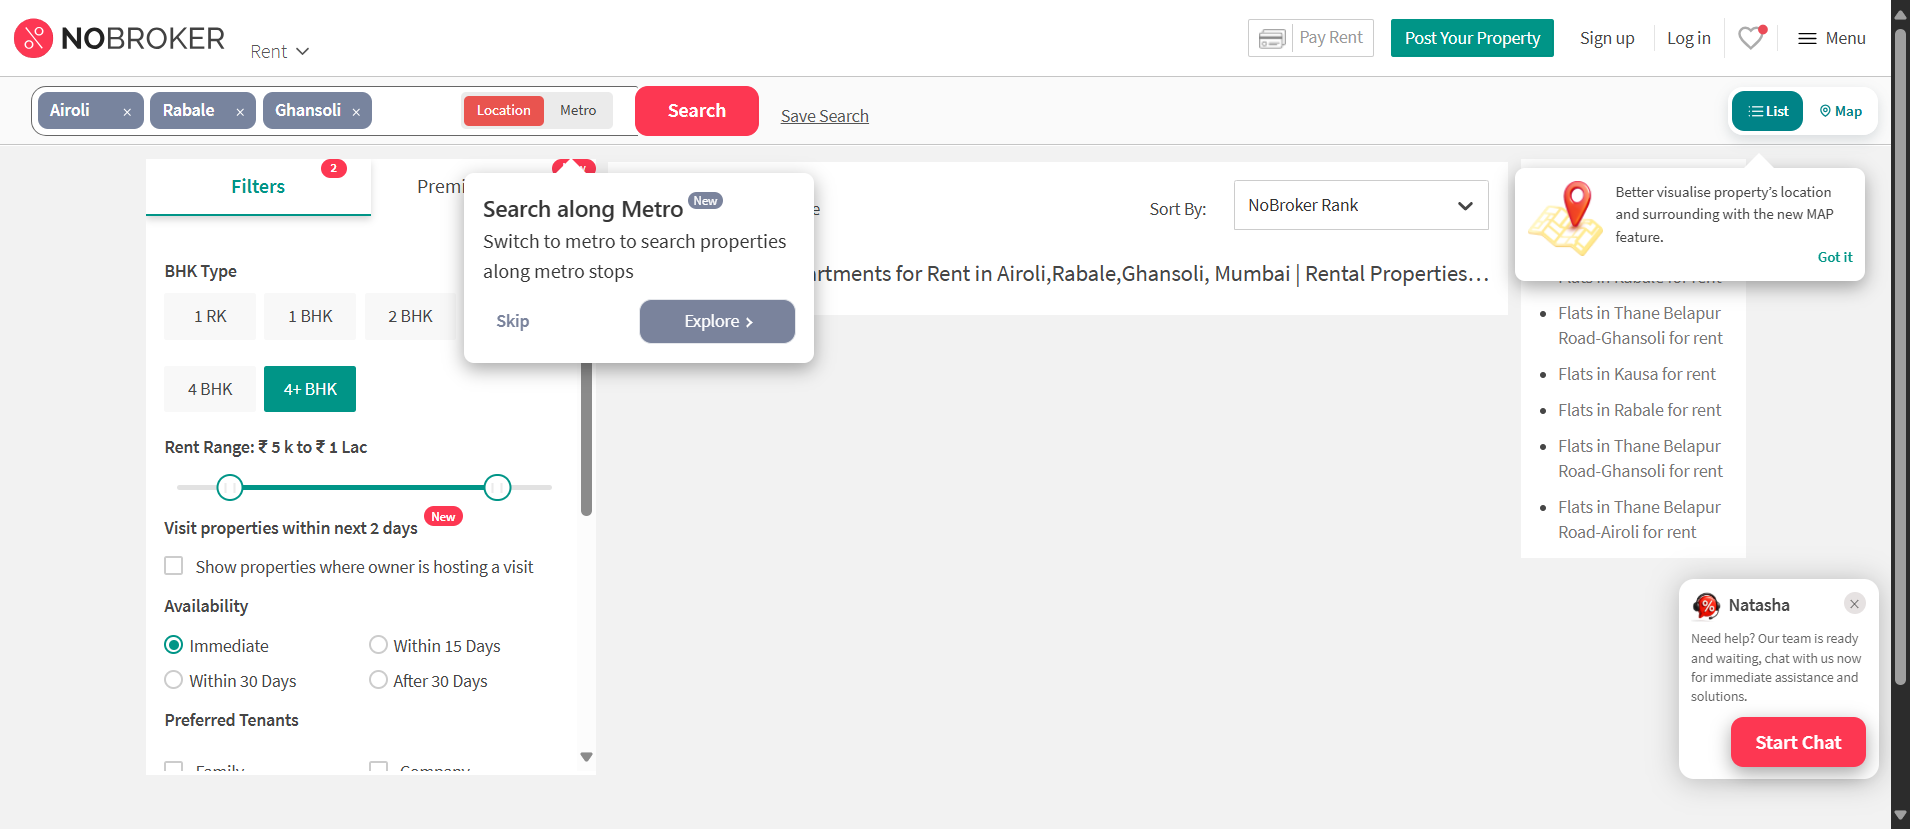 NOBROKER
Rent
Pay Rent
Post Your Property
Sign up
Log in
Menu
Airoli ×
Rabale ×
Ghansoli ×
Location
Metro
Search
Save Search
List
Map
Filters
2
Search along Metro New
Switch to metro to search properties
along metro stops
Skip
Explore >
Sort By:
NoBroker Rank
for Rent in Airoli,Rabale,Ghansoli, Mumbai | Rental Properties…
Better visualise property's location
and surrounding with the new MAP
feature.
Got it
BHK Type
1 RK
1 BHK
2 BHK
4 BHK
4+ BHK
Rent Range: ₹ 5 k to ₹ 1 Lac
Visit properties within next 2 days New
Show properties where owner is hosting a visit
Availability
Immediate
Within 15 Days
Within 30 Days
After 30 Days
Preferred Tenants
Family
Company
Flats in Rabale for rent
Flats in Thane Belapur
Road-Ghansoli for rent
Flats in Kausa for rent
Flats in Rabale for rent
Flats in Thane Belapur
Road-Ghansoli for rent
Flats in Thane Belapur
Road-Airoli for rent
Natasha
Need help? Our team is ready
and waiting, chat with us now
for immediate assistance and
solutions.
Start Chat